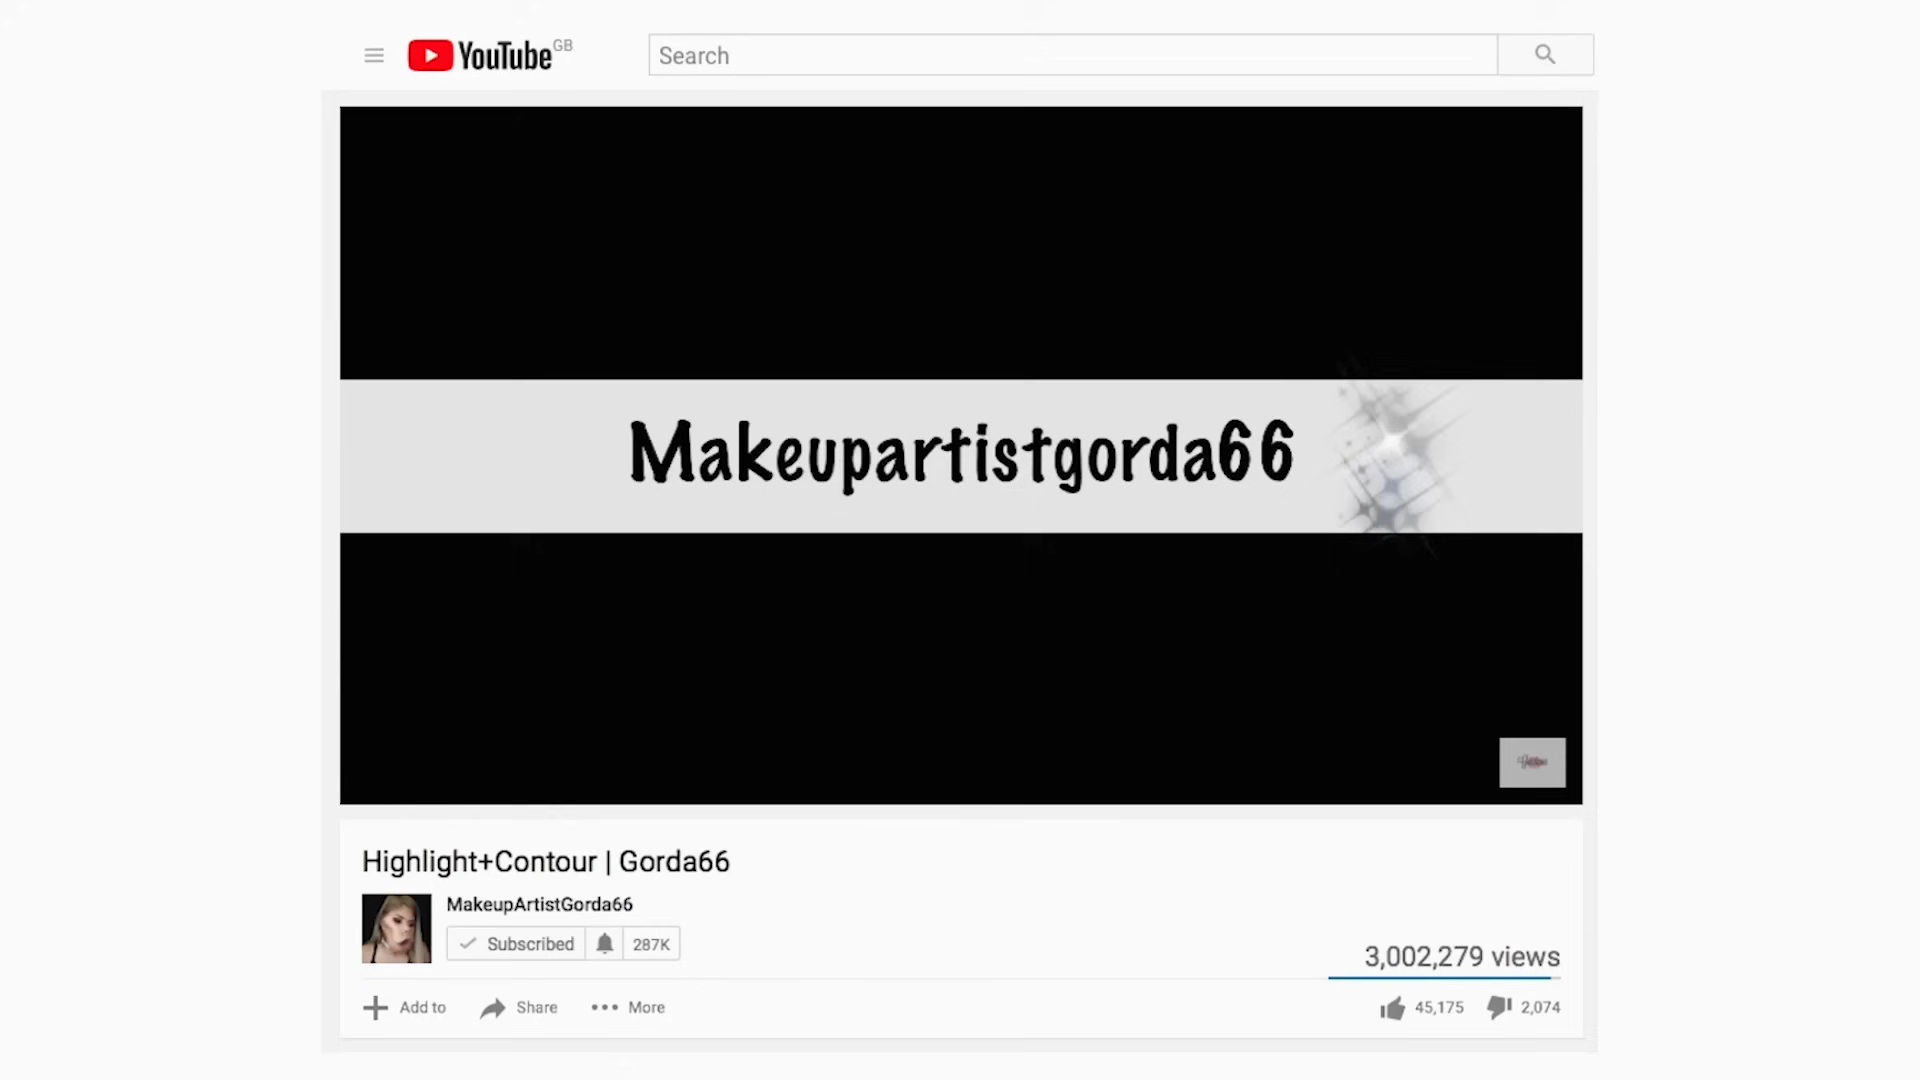 YouTube GB
Search
Makeupartistgorda66
Highlight+Contour | Gorda66
MakeupArtistGorda66
Subscribed 287K
3,002,279 views
Add to Share More 45,175 2,074